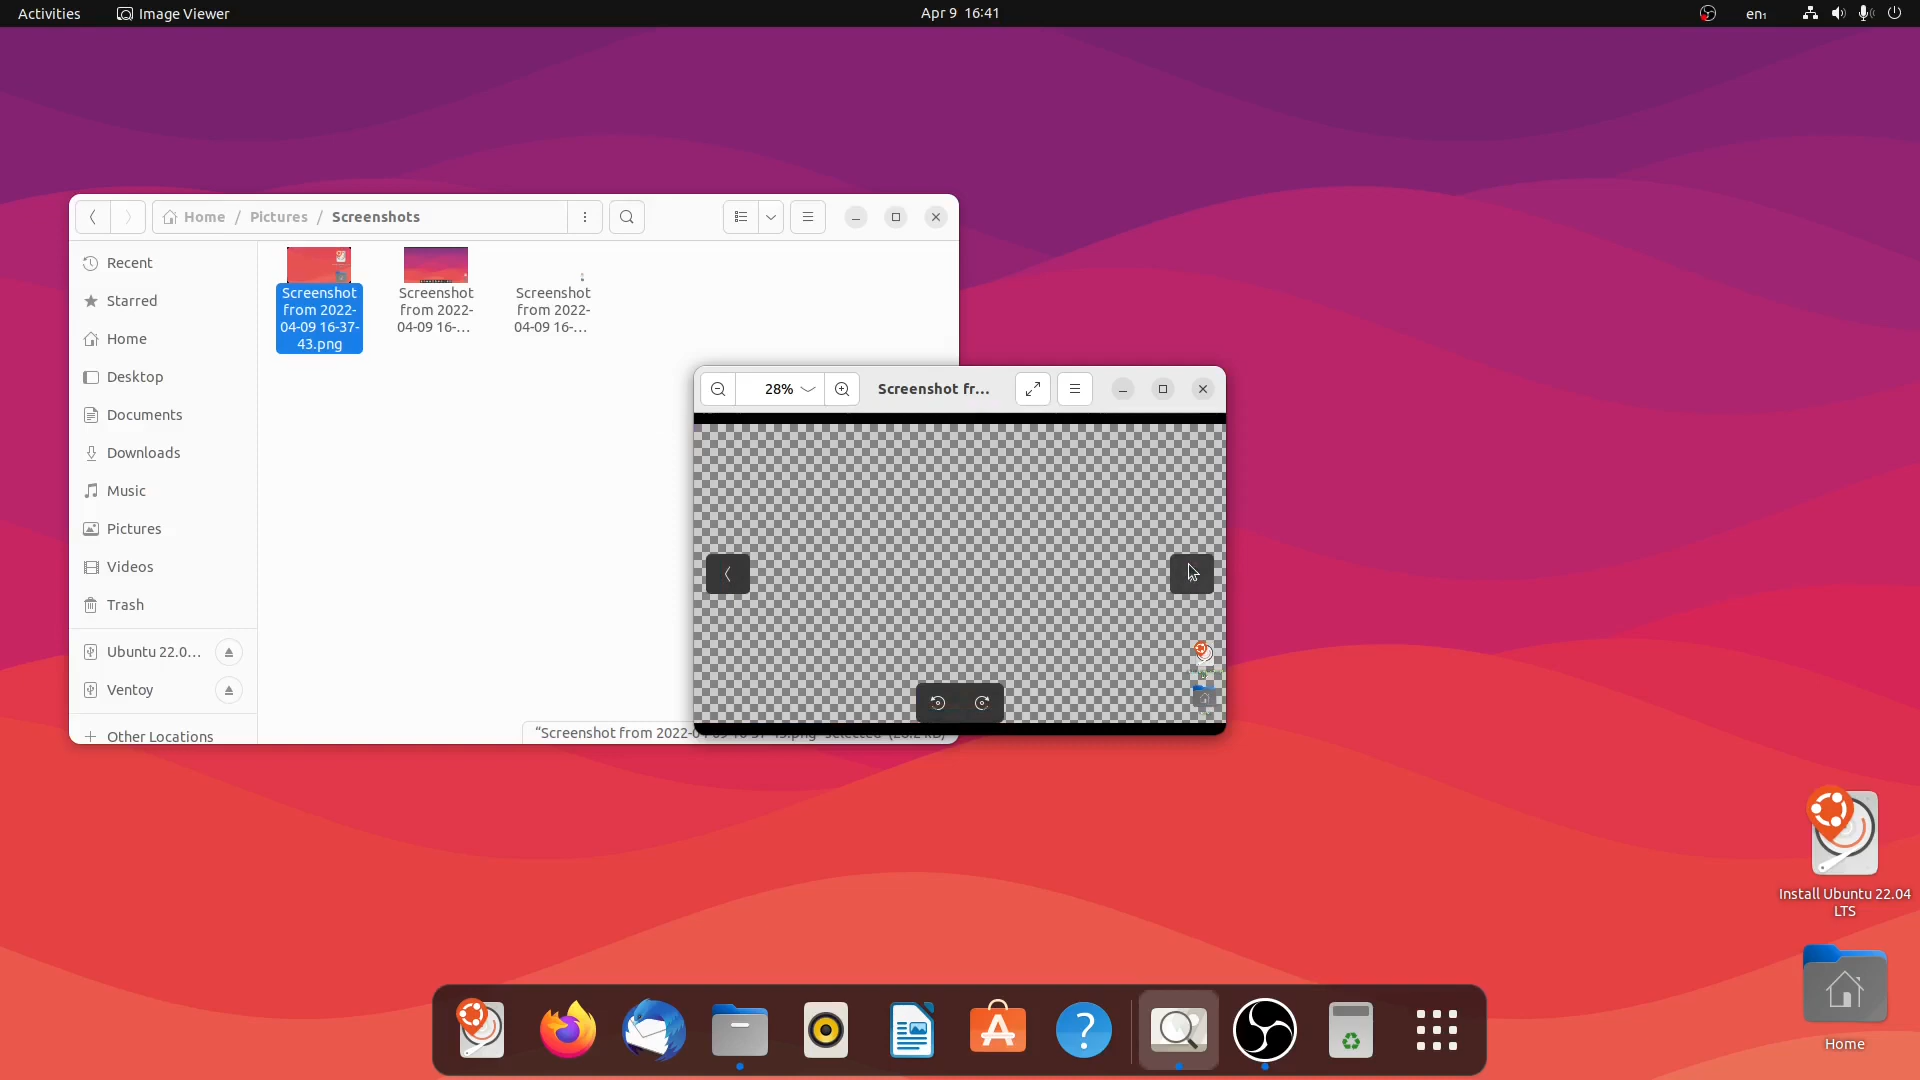 Activities
Image Viewer
Apr 9 16:41
en1
Home / Pictures / Screenshots
Recent
Starred
Home
Desktop
Documents
Downloads
Music
Pictures
Videos
Trash
Ubuntu 22.0...
Ventoy
Other Locations
Screenshot
from 2022-
04-09 16-37-
43.png
Screenshot
from 2022-
04-09 16-...
Screenshot
from 2022-
04-09 16-...
28%
Screenshot fr...
"Screenshot from 2022-
Install Ubuntu 22.04
LTS
Home